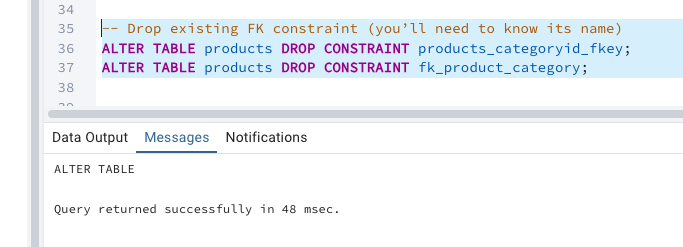 34
35 -- Drop existing FK constraint (you’ll need to know its name)
36 ALTER TABLE products DROP CONSTRAINT products_categoryid_fkey;
37 ALTER TABLE products DROP CONSTRAINT fk_product_category;
38
Data Output Messages Notifications
ALTER TABLE
Query returned successfully in 48 msec.